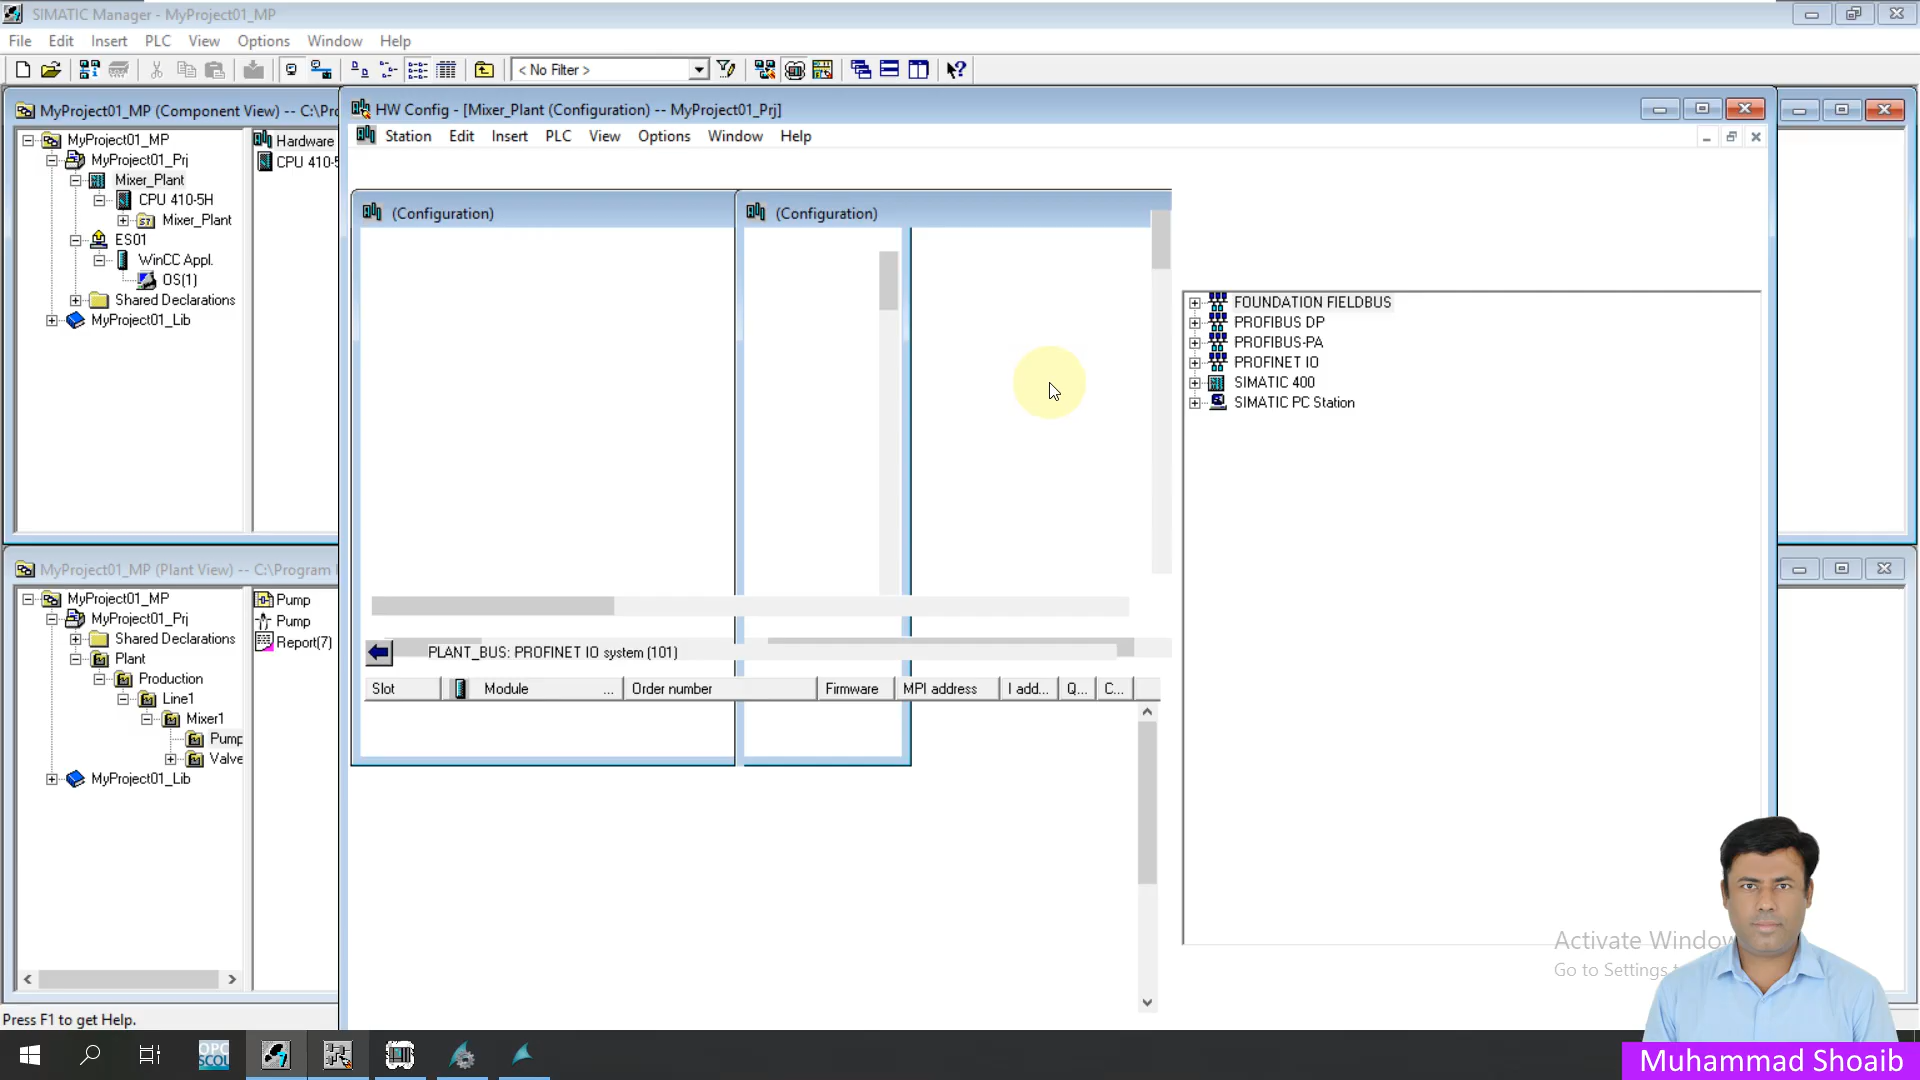 SIMATIC Manager - MyProject01_MP
File Edit Insert PLC View Options Window Help
< No Filter >
MyProject01_MP (Component View) -- C:\Pro
MyProject01_MP
MyProject01_Prj
Mixer_Plant
CPU 410-5H
Mixer_Plant
ES01
WinCC Appl.
OS(1)
Shared Declarations
MyProject01_Lib
Hardware
CPU 410-5
HW Config - [Mixer_Plant (Configuration) -- MyProject01_Prj]
Station Edit Insert PLC View Options Window Help
(Configuration)
(Configuration)
PLANT_BUS: PROFINET IO system (101)
Slot Module ... Order number Firmware MPI address I add... Q... C...
FOUNDATION FIELDBUS
PROFIBUS DP
PROFIBUS-PA
PROFINET IO
SIMATIC 400
SIMATIC PC Station
MyProject01_MP (Plant View) -- C:\Program
MyProject01_MP
MyProject01_Prj
Shared Declarations
Plant
Production
Line1
Mixer1
Pump
Valve
MyProject01_Lib
Pump
Pump
Report(7)
Activate Window
Go to Settings
Press F1 to get Help.
OPC
SCOU
Muhammad Shoaib